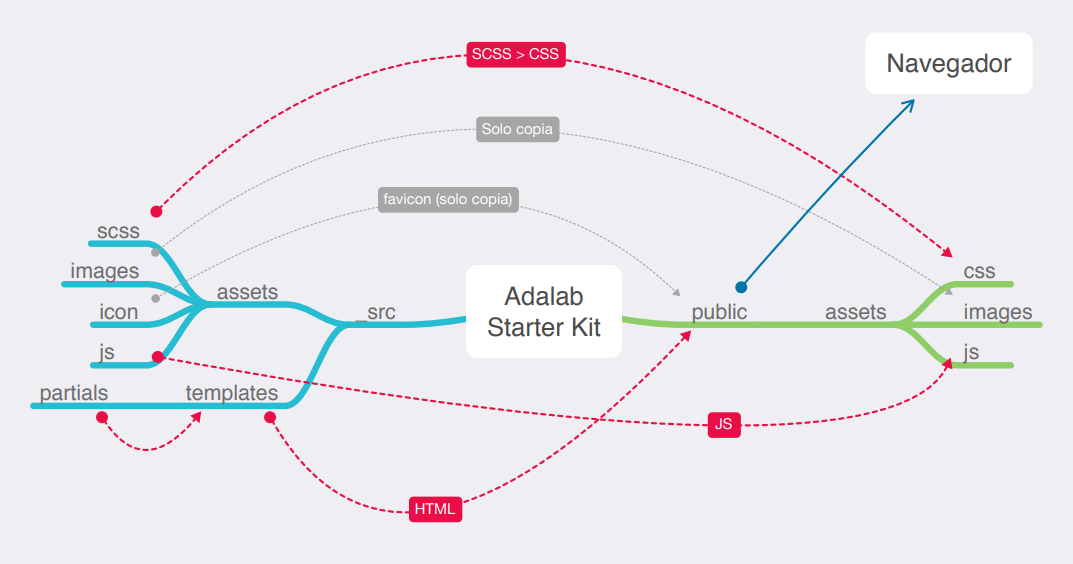 SCSS > CSS
Navegador
Solo copia
favicon (solo copia)
scss
images
assets
icon
_src
js
partials
templates
Adalab
Starter Kit
public
assets
css
images
js
JS
HTML